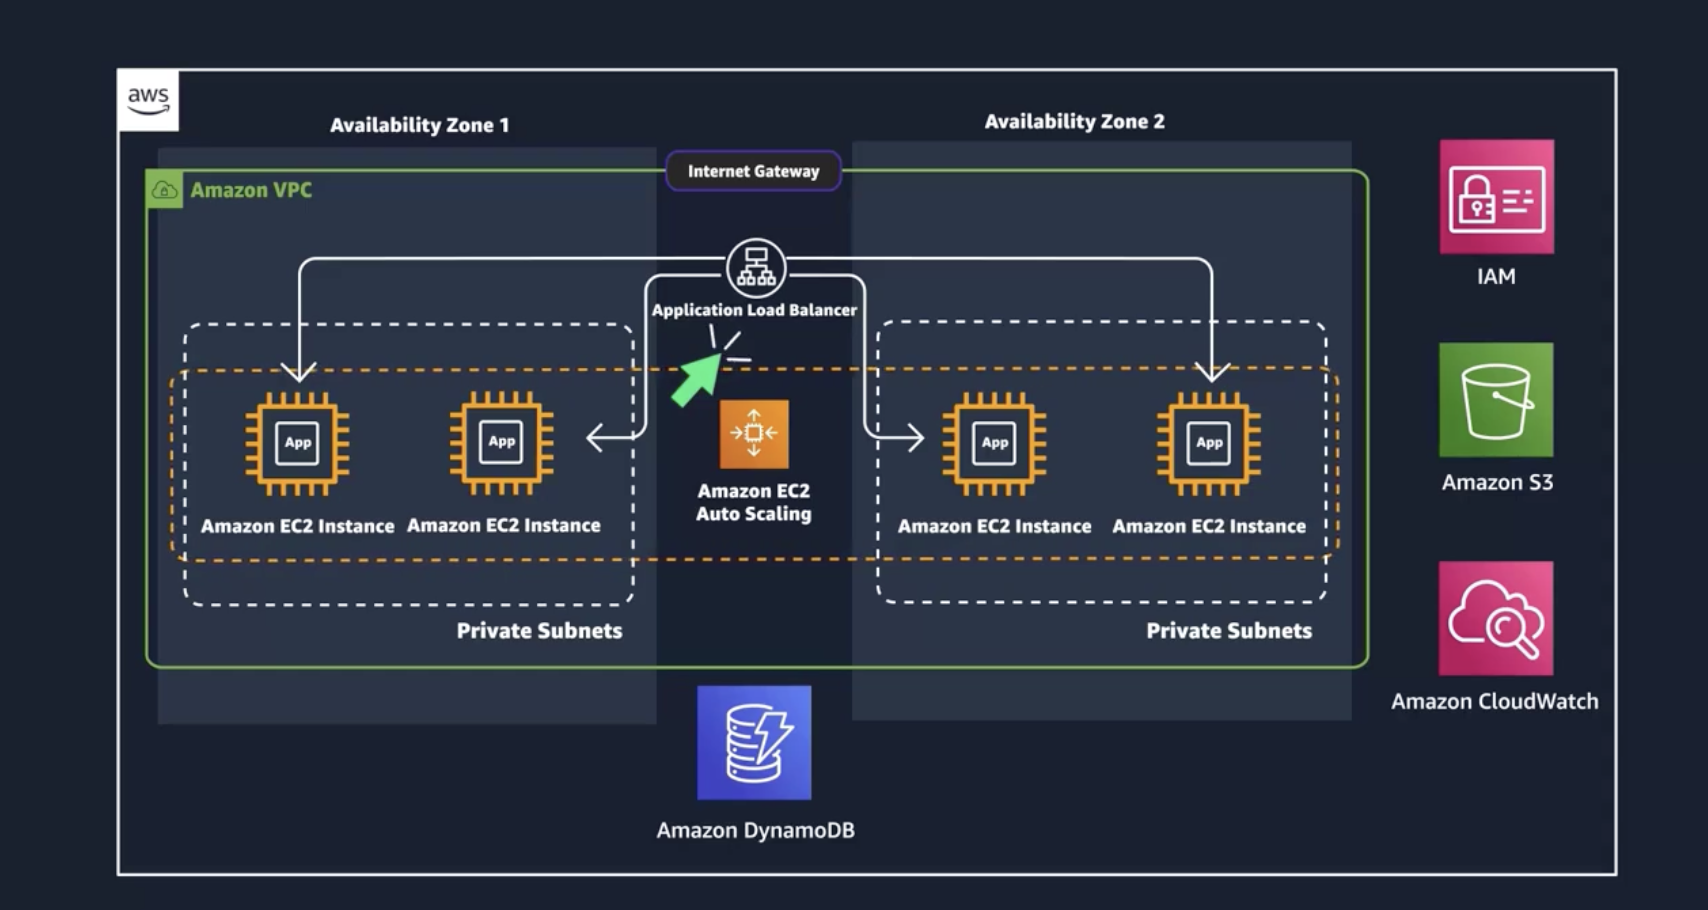 aws
Availability Zone 1
Availability Zone 2
Internet Gateway
Amazon VPC
Application Load Balancer
App
App
App
App
Amazon EC2 Instance
Amazon EC2 Instance
Amazon EC2
Auto Scaling
Amazon EC2 Instance
Amazon EC2 Instance
Private Subnets
Private Subnets
Amazon DynamoDB
IAM
Amazon S3
Amazon CloudWatch